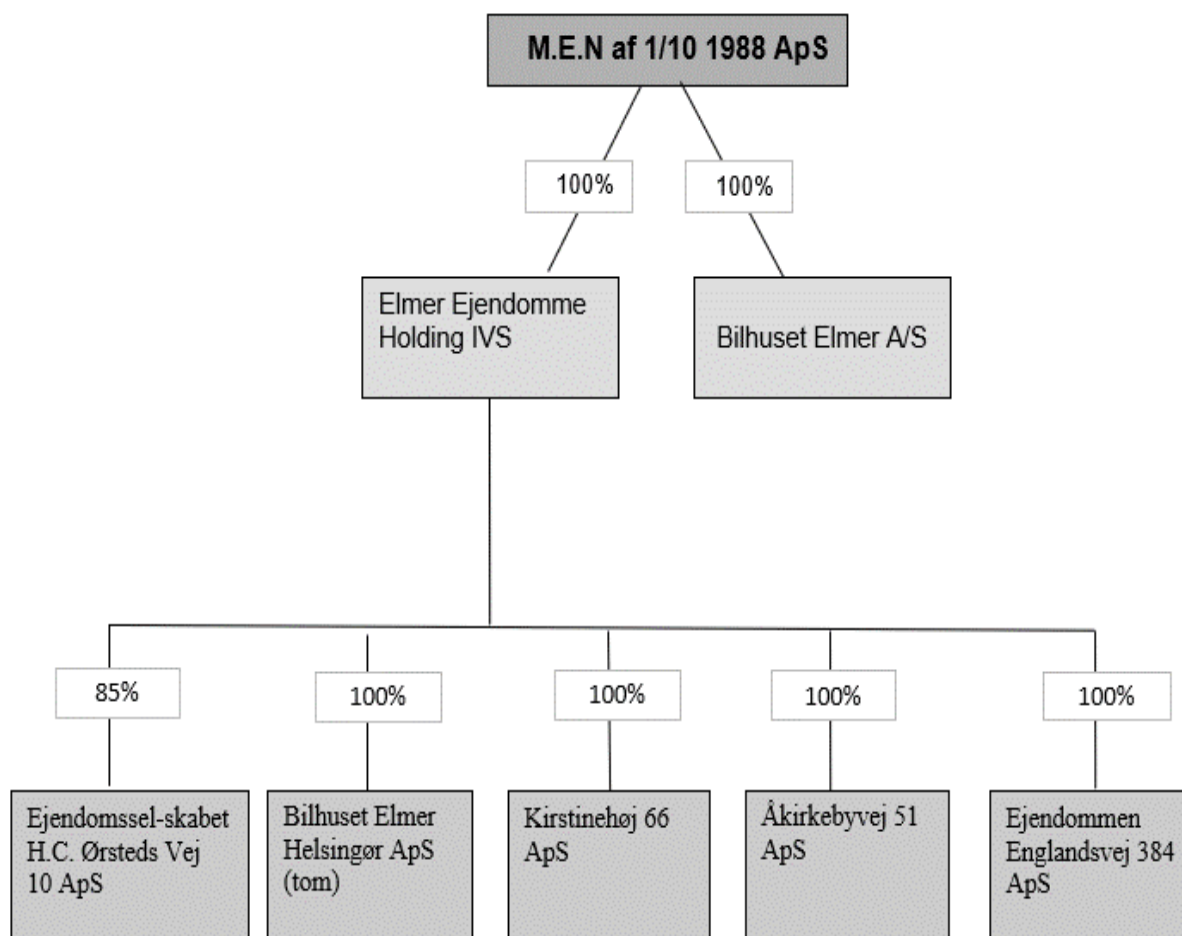 M.E.N af 1/10 1988 ApS
100%
100%
Elmer Ejendomme
Holding IVS
Bilhuset Elmer A/S
85%
100%
100%
100%
100%
Ejendomssel-skabet
H.C. Ørsteds Vej
10 ApS
Bilhuset Elmer
Helsingør ApS
(tom)
Kirstinehøj 66
ApS
Åkirkebyvej 51
ApS
Ejendommen
Englandsvej 384
ApS